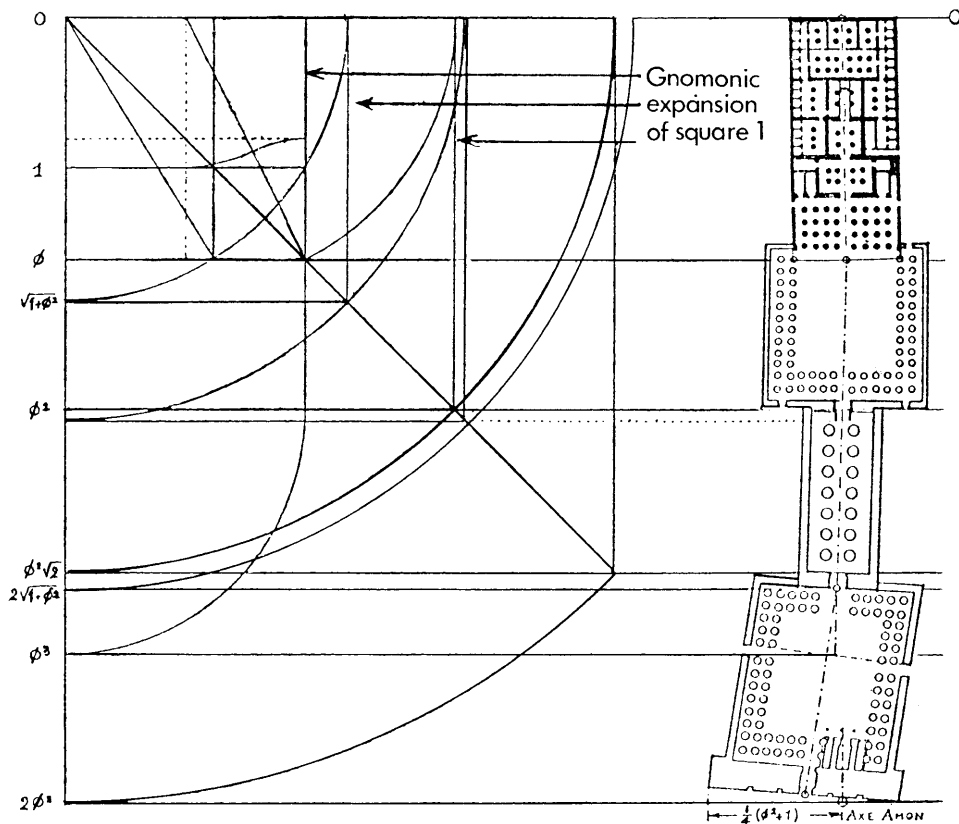 O
O
Gnomonic
expansion
of square 1
1
ø
√1+ø²
ø²
ø²√2
2√1+ø²
ø³
2ø²
¼(ø²+1)
AXE AMON